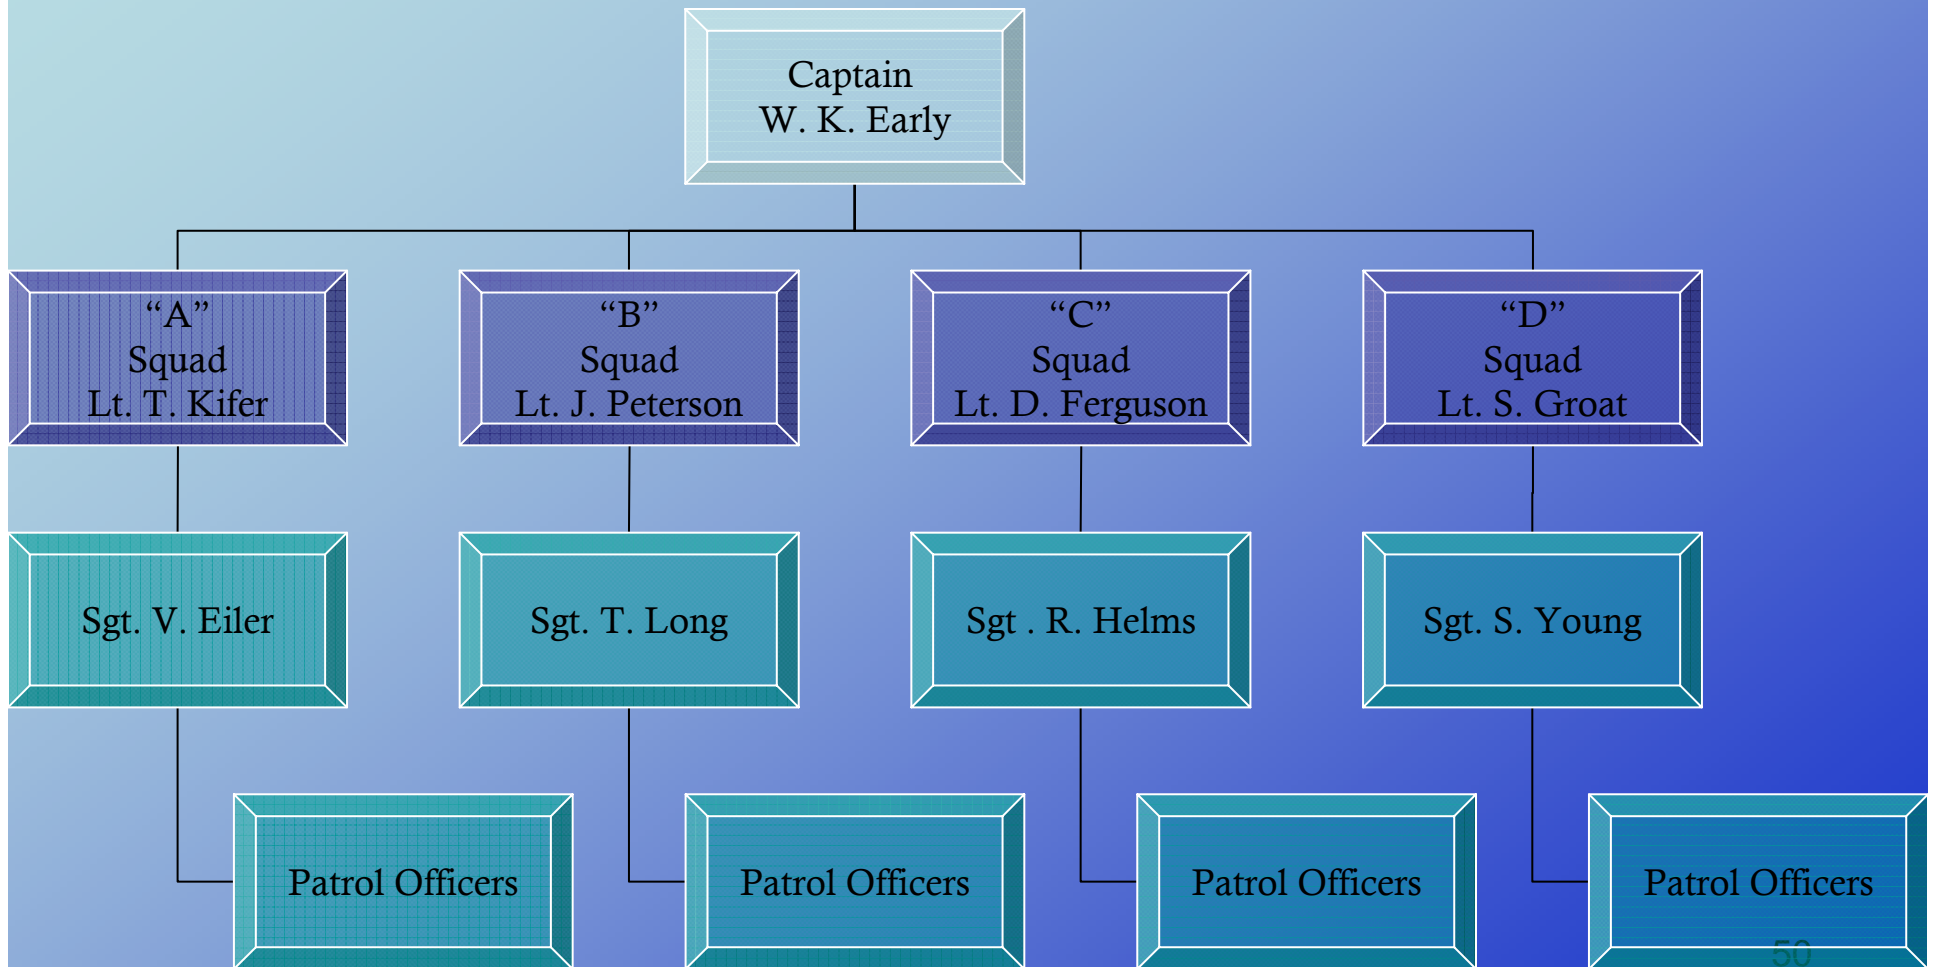 Captain
W. K. Early
“A”
Squad
Lt. T. Kifer
“B”
Squad
Lt. J. Peterson
“C”
Squad
Lt. D. Ferguson
“D”
Squad
Lt. S. Groat
Sgt. V. Eiler
Sgt. T. Long
Sgt . R. Helms
Sgt. S. Young
Patrol Officers
Patrol Officers
Patrol Officers
Patrol Officers
50